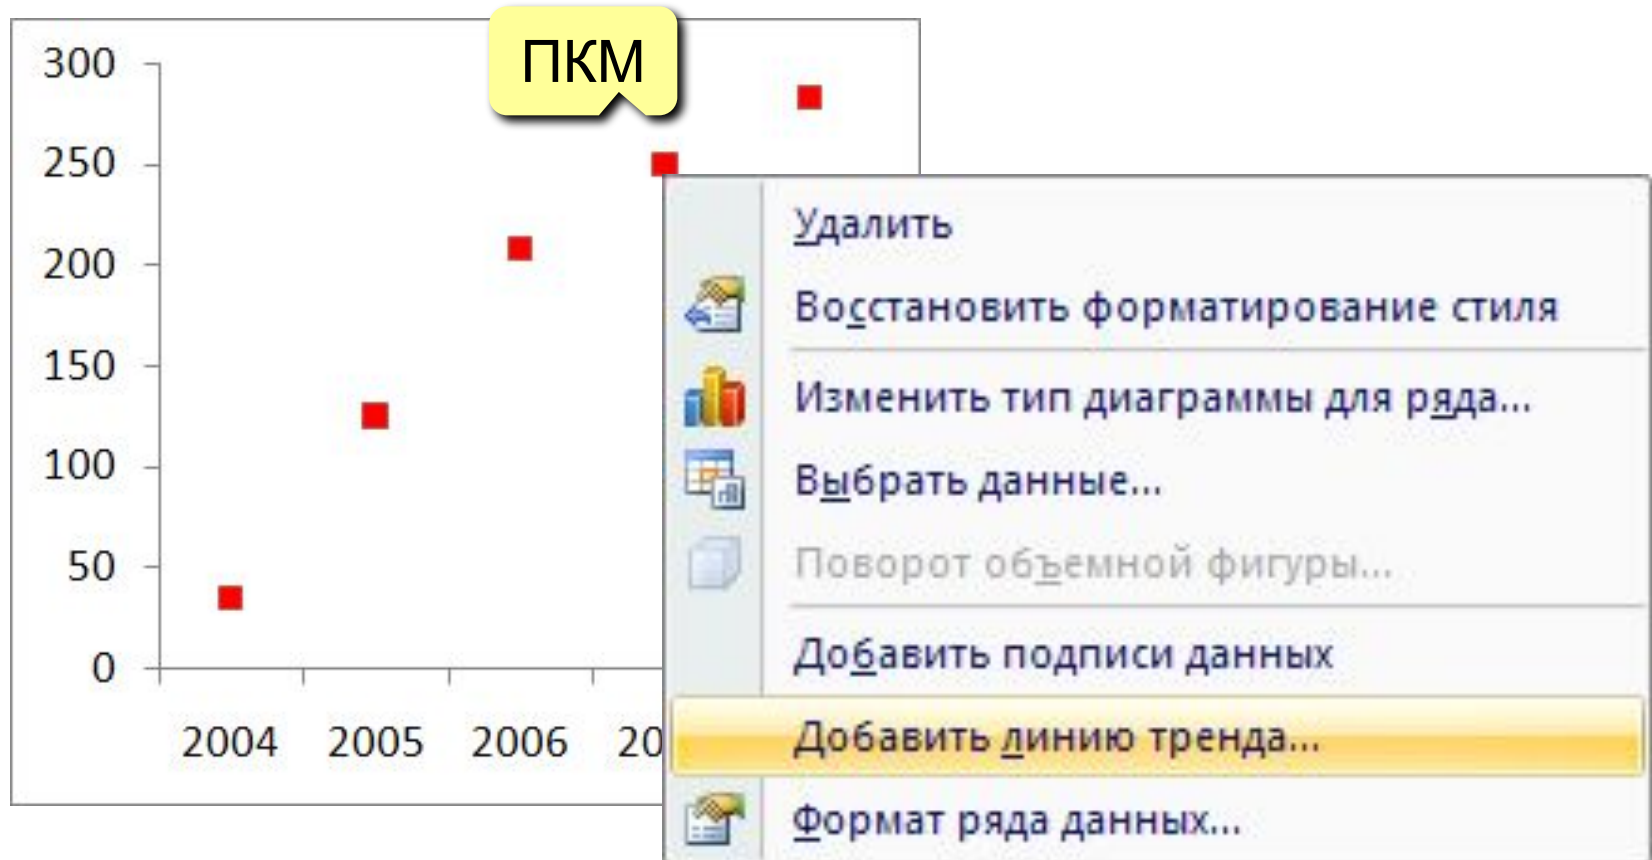 ПКМ
300
250
200
150
100
50
0
2004 2005 2006 20
Удалить
Восстановить форматирование стиля
Изменить тип диаграммы для ряда...
Выбрать данные...
Поворот объемной фигуры...
Добавить подписи данных
Добавить линию тренда...
Формат ряда данных...